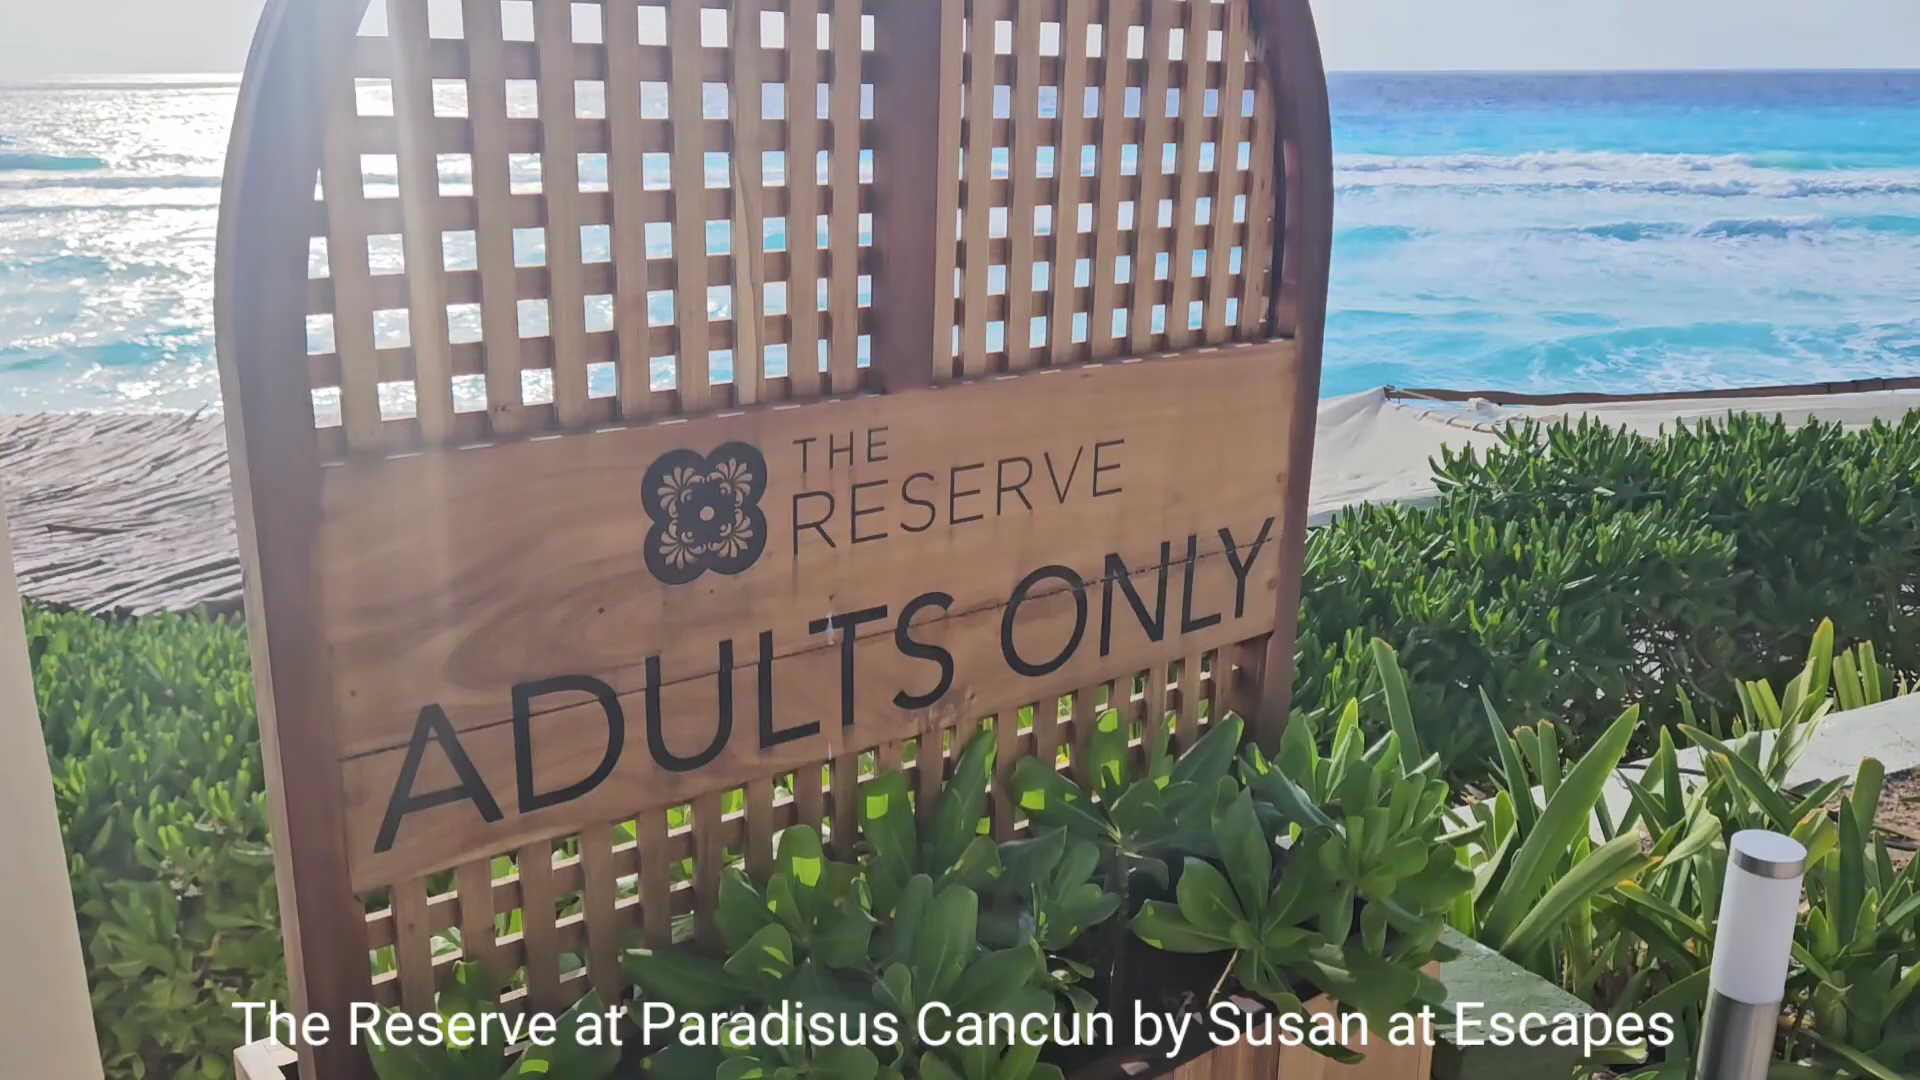 THE
RESERVE
ADULTS ONLY
The Reserve at Paradisus Cancun by Susan at Escapes